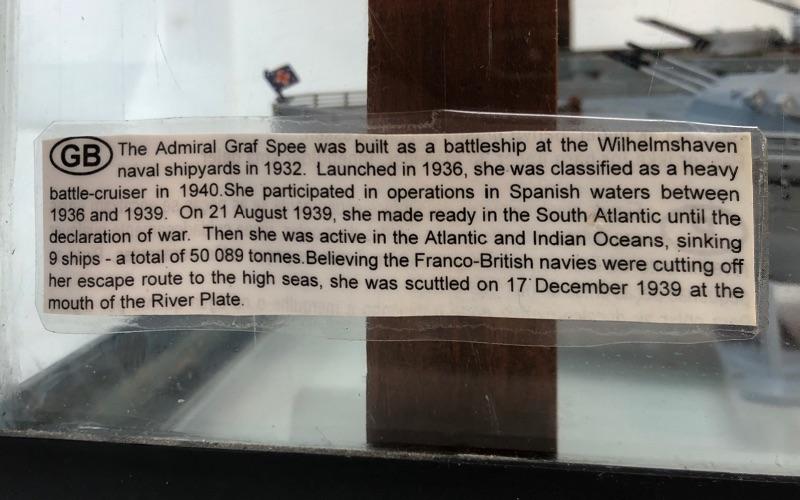 GB The Admiral Graf Spee was built as a battleship at the Wilhelmshaven
naval shipyards in 1932. Launched in 1936, she was classified as a heavy
battle-cruiser in 1940.She participated in operations in Spanish waters between
1936 and 1939. On 21 August 1939, she made ready in the South Atlantic until the
declaration of war. Then she was active in the Atlantic and Indian Oceans, sinking
9 ships - a total of 50 089 tonnes.Believing the Franco-British navies were cutting off
her escape route to the high seas, she was scuttled on 17 December 1939 at the
mouth of the River Plate.